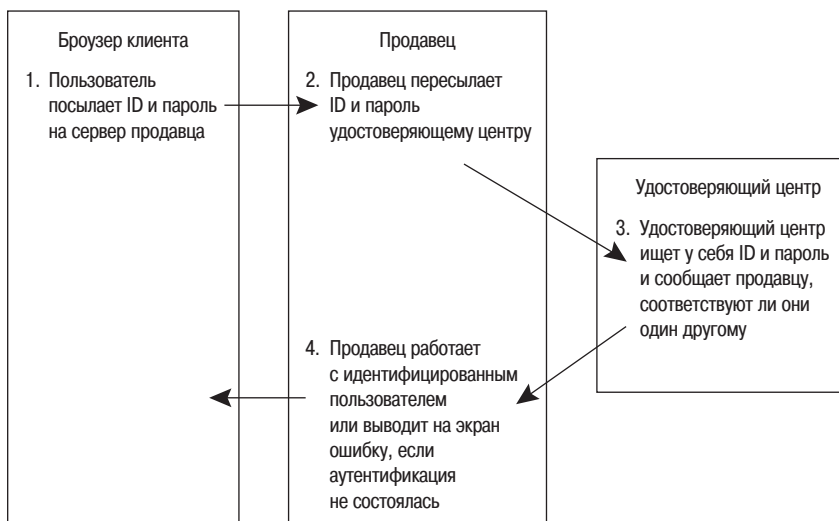 Броузер клиента
1. Пользователь
посылает ID и пароль
на сервер продавца
Продавец
2. Продавец пересылает
ID и пароль
удостоверяющему центру
Удостоверяющий центр
3. Удостоверяющий центр
ищет у себя ID и пароль
и сообщает продавцу,
соответствуют ли они
один другому
4. Продавец работает
с идентифицированным
пользователем
или выводит на экран
ошибку, если
аутентификация
не состоялась